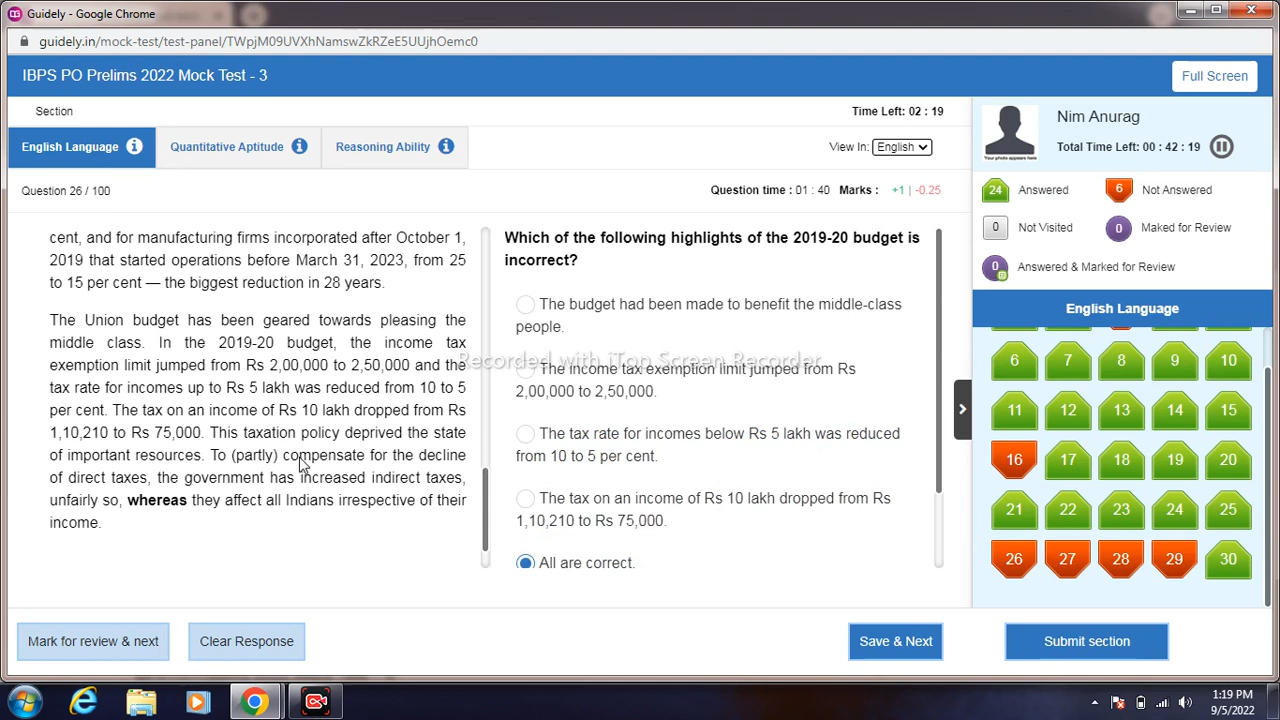 Guidely - Google Chrome
guidely.in/mock-test/test-panel/TWpjM09UVXhNamswZkRZeE5UUjhOemc0
IBPS PO Prelims 2022 Mock Test - 3
Full Screen
Section
Time Left: 02 : 19
Nim Anurag
Total Time Left: 00 : 42 : 19
Your photo appears here
English Language
Quantitative Aptitude
Reasoning Ability
View In: English
Question 26 / 100
Question time : 01 : 40 Marks : +1 | -0.25
24 Answered
6 Not Answered
0 Not Visited
0 Maked for Review
0 Answered & Marked for Review
cent, and for manufacturing firms incorporated after October 1,
2019 that started operations before March 31, 2023, from 25
to 15 per cent — the biggest reduction in 28 years.
The Union budget has been geared towards pleasing the
middle class. In the 2019-20 budget, the income tax
exemption limit jumped from Rs 2,00,000 to 2,50,000 and the
tax rate for incomes up to Rs 5 lakh was reduced from 10 to 5
per cent. The tax on an income of Rs 10 lakh dropped from Rs
1,10,210 to Rs 75,000. This taxation policy deprived the state
of important resources. To (partly) compensate for the decline
of direct taxes, the government has increased indirect taxes,
unfairly so, whereas they affect all Indians irrespective of their
income.
Which of the following highlights of the 2019-20 budget is
incorrect?
The budget had been made to benefit the middle-class
people.
Recorded with iTop Screen Recorder
The income tax exemption limit jumped from Rs
2,00,000 to 2,50,000.
The tax rate for incomes below Rs 5 lakh was reduced
from 10 to 5 per cent.
The tax on an income of Rs 10 lakh dropped from Rs
1,10,210 to Rs 75,000.
All are correct.
English Language
6 7 8 9 10
11 12 13 14 15
16 17 18 19 20
21 22 23 24 25
26 27 28 29 30
Mark for review & next
Clear Response
Save & Next
Submit section
1:19 PM
9/5/2022